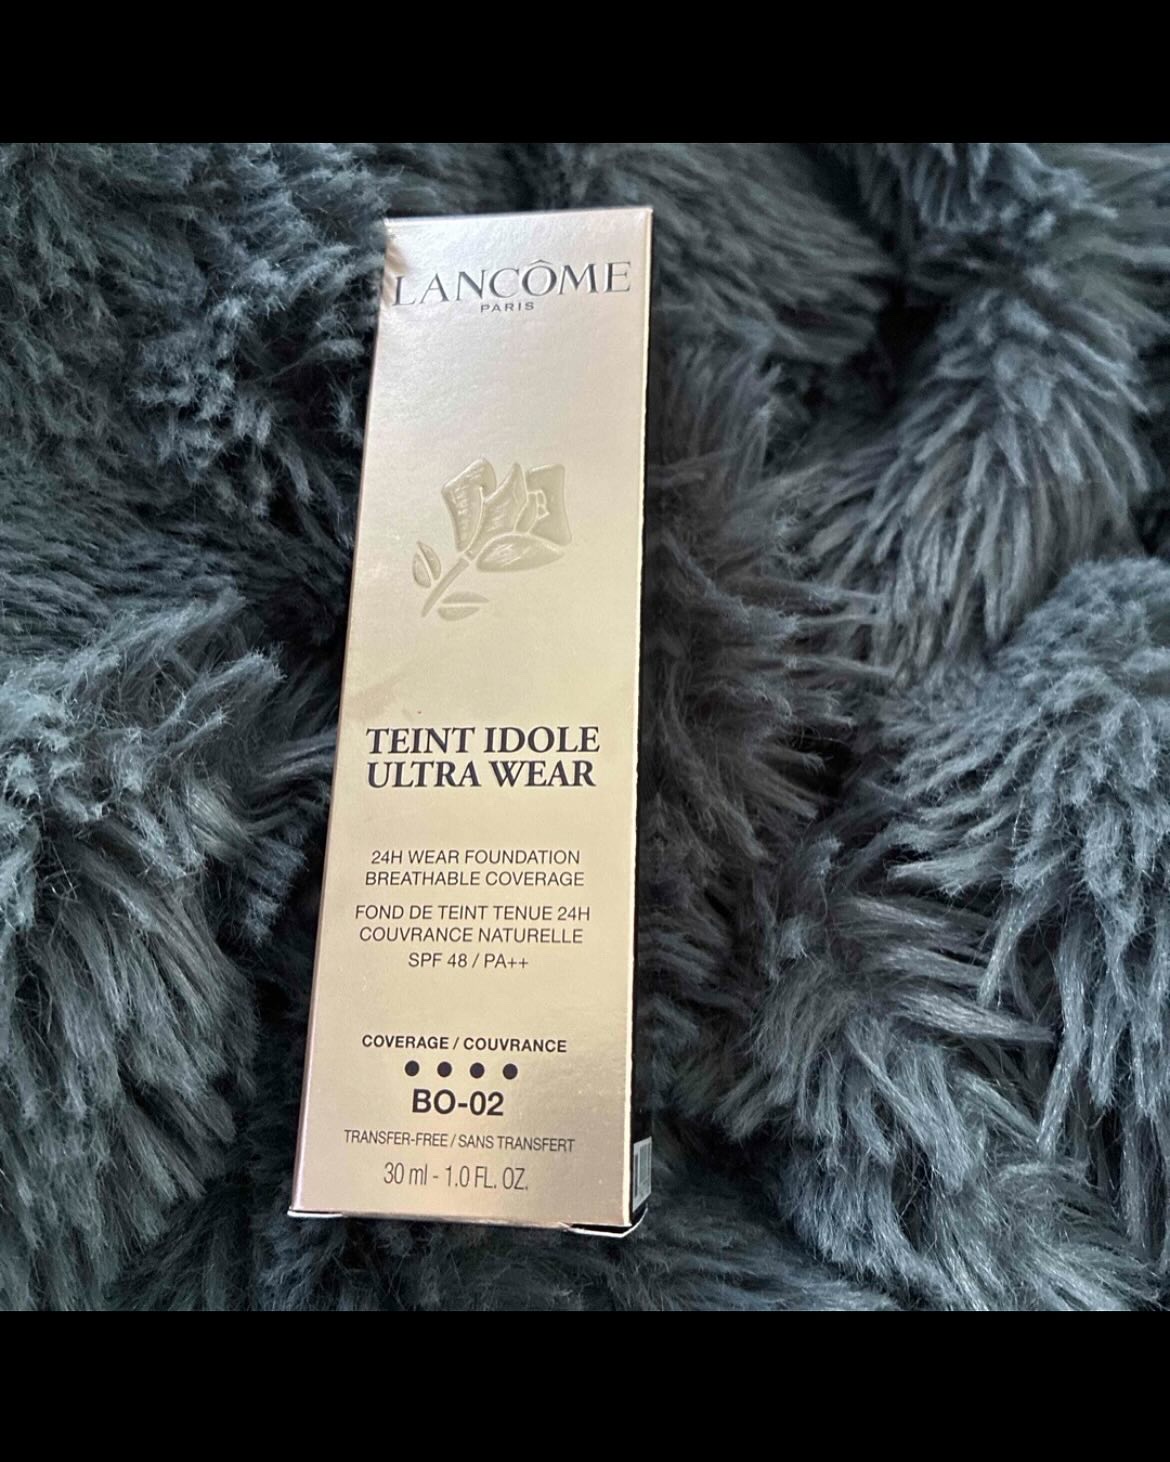 LANCÔME
PARIS
TEINT IDOLE
ULTRA WEAR
24H WEAR FOUNDATION
BREATHABLE COVERAGE
FOND DE TEINT TENUE 24H
COUVRANCE NATURELLE
SPF 48 / PA++
COVERAGE / COUVRANCE
BO-02
TRANSFER-FREE / SANS TRANSFERT
30 ml - 1.0 FL. OZ.